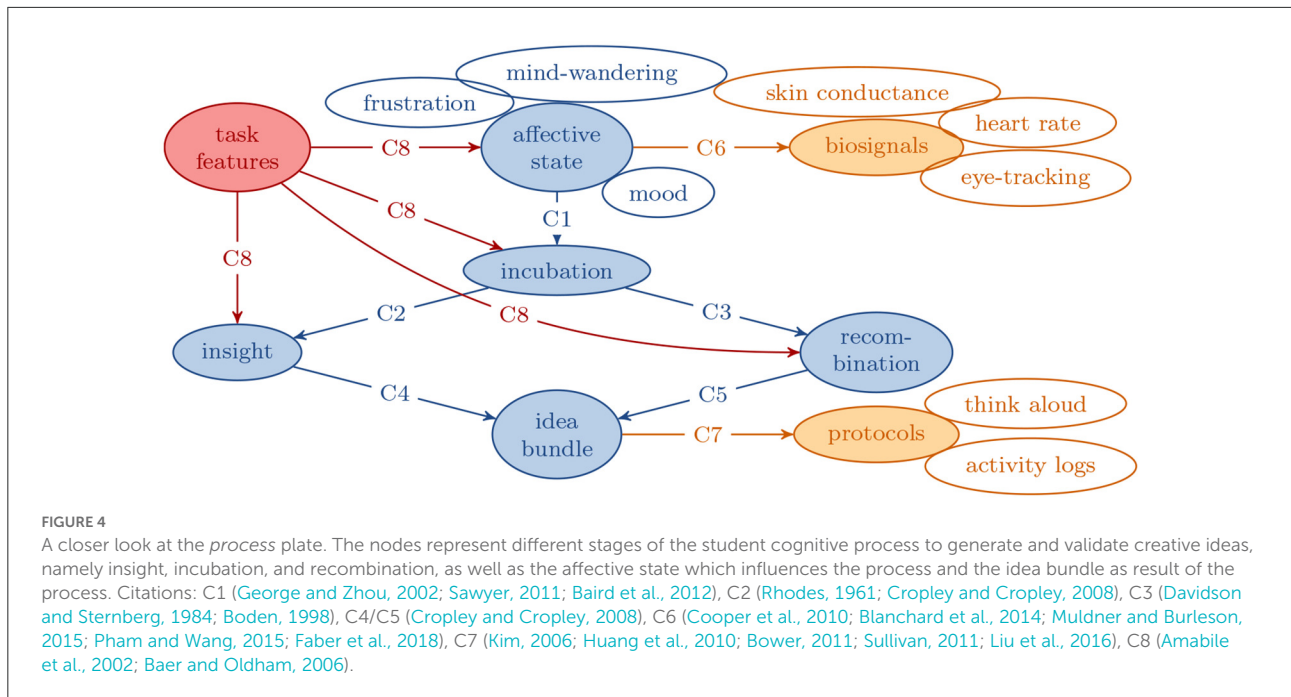 mind-wandering
frustration
skin conductance
task
features
C8
affective
state
C6
biosignals
heart rate
eye-tracking
mood
C8
C1
C8
incubation
C2
C8
C3
insight
recom-
bination
C4
C5
idea
bundle
C7
protocols
think aloud
activity logs
FIGURE 4
A closer look at the process plate. The nodes represent different stages of the student cognitive process to generate and validate creative ideas,
namely insight, incubation, and recombination, as well as the affective state which influences the process and the idea bundle as result of the
process. Citations: C1 (George and Zhou, 2002; Sawyer, 2011; Baird et al., 2012), C2 (Rhodes, 1961; Cropley and Cropley, 2008), C3 (Davidson
and Sternberg, 1984; Boden, 1998), C4/C5 (Cropley and Cropley, 2008), C6 (Cooper et al., 2010; Blanchard et al., 2014; Muldner and Burleson,
2015; Pham and Wang, 2015; Faber et al., 2018), C7 (Kim, 2006; Huang et al., 2010; Bower, 2011; Sullivan, 2011; Liu et al., 2016), C8 (Amabile
et al., 2002; Baer and Oldham, 2006).